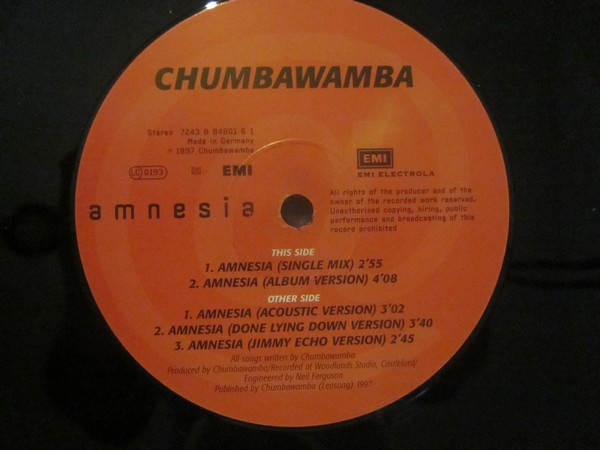 CHUMBAWAMBA
Stereo 7243 8 84801 6 1
Made in Germany
℗ 1997 Chumbawamba
LC 0193
EMI
EMI
EMI ELECTROLA
amnesia
All rights of the producer and of the
owner of the recorded work reserved.
Unauthorised copying, hiring, public
performance and broadcasting of this
record prohibited
THIS SIDE
1. AMNESIA (SINGLE MIX) 2'55
2. AMNESIA (ALBUM VERSION) 4'08
OTHER SIDE
1. AMNESIA (ACOUSTIC VERSION) 3'02
2. AMNESIA (DONE LYING DOWN VERSION) 3'40
3. AMNESIA (JIMMY ECHO VERSION) 2'45
All songs written by Chumbawamba
Produced by Chumbawamba/Recorded at Woodlands Studio, Castleford/
Engineered by Neil Ferguson
Published by Chumbawamba (Leosong) 1997